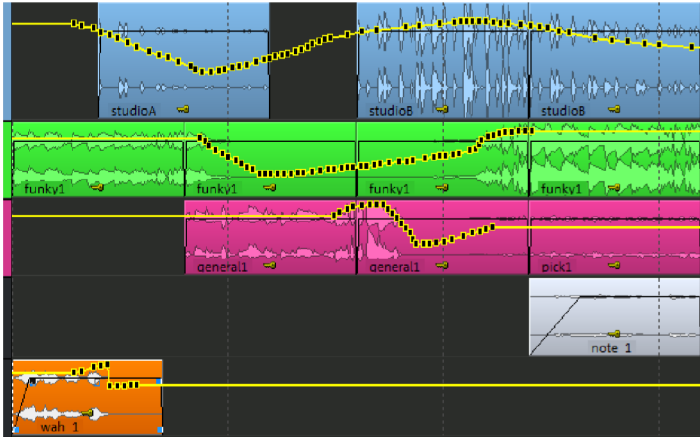 studioA
studioB
studioB
funky1
funky1
funky1
funky1
general1
general1
pick1
note 1
wah 1